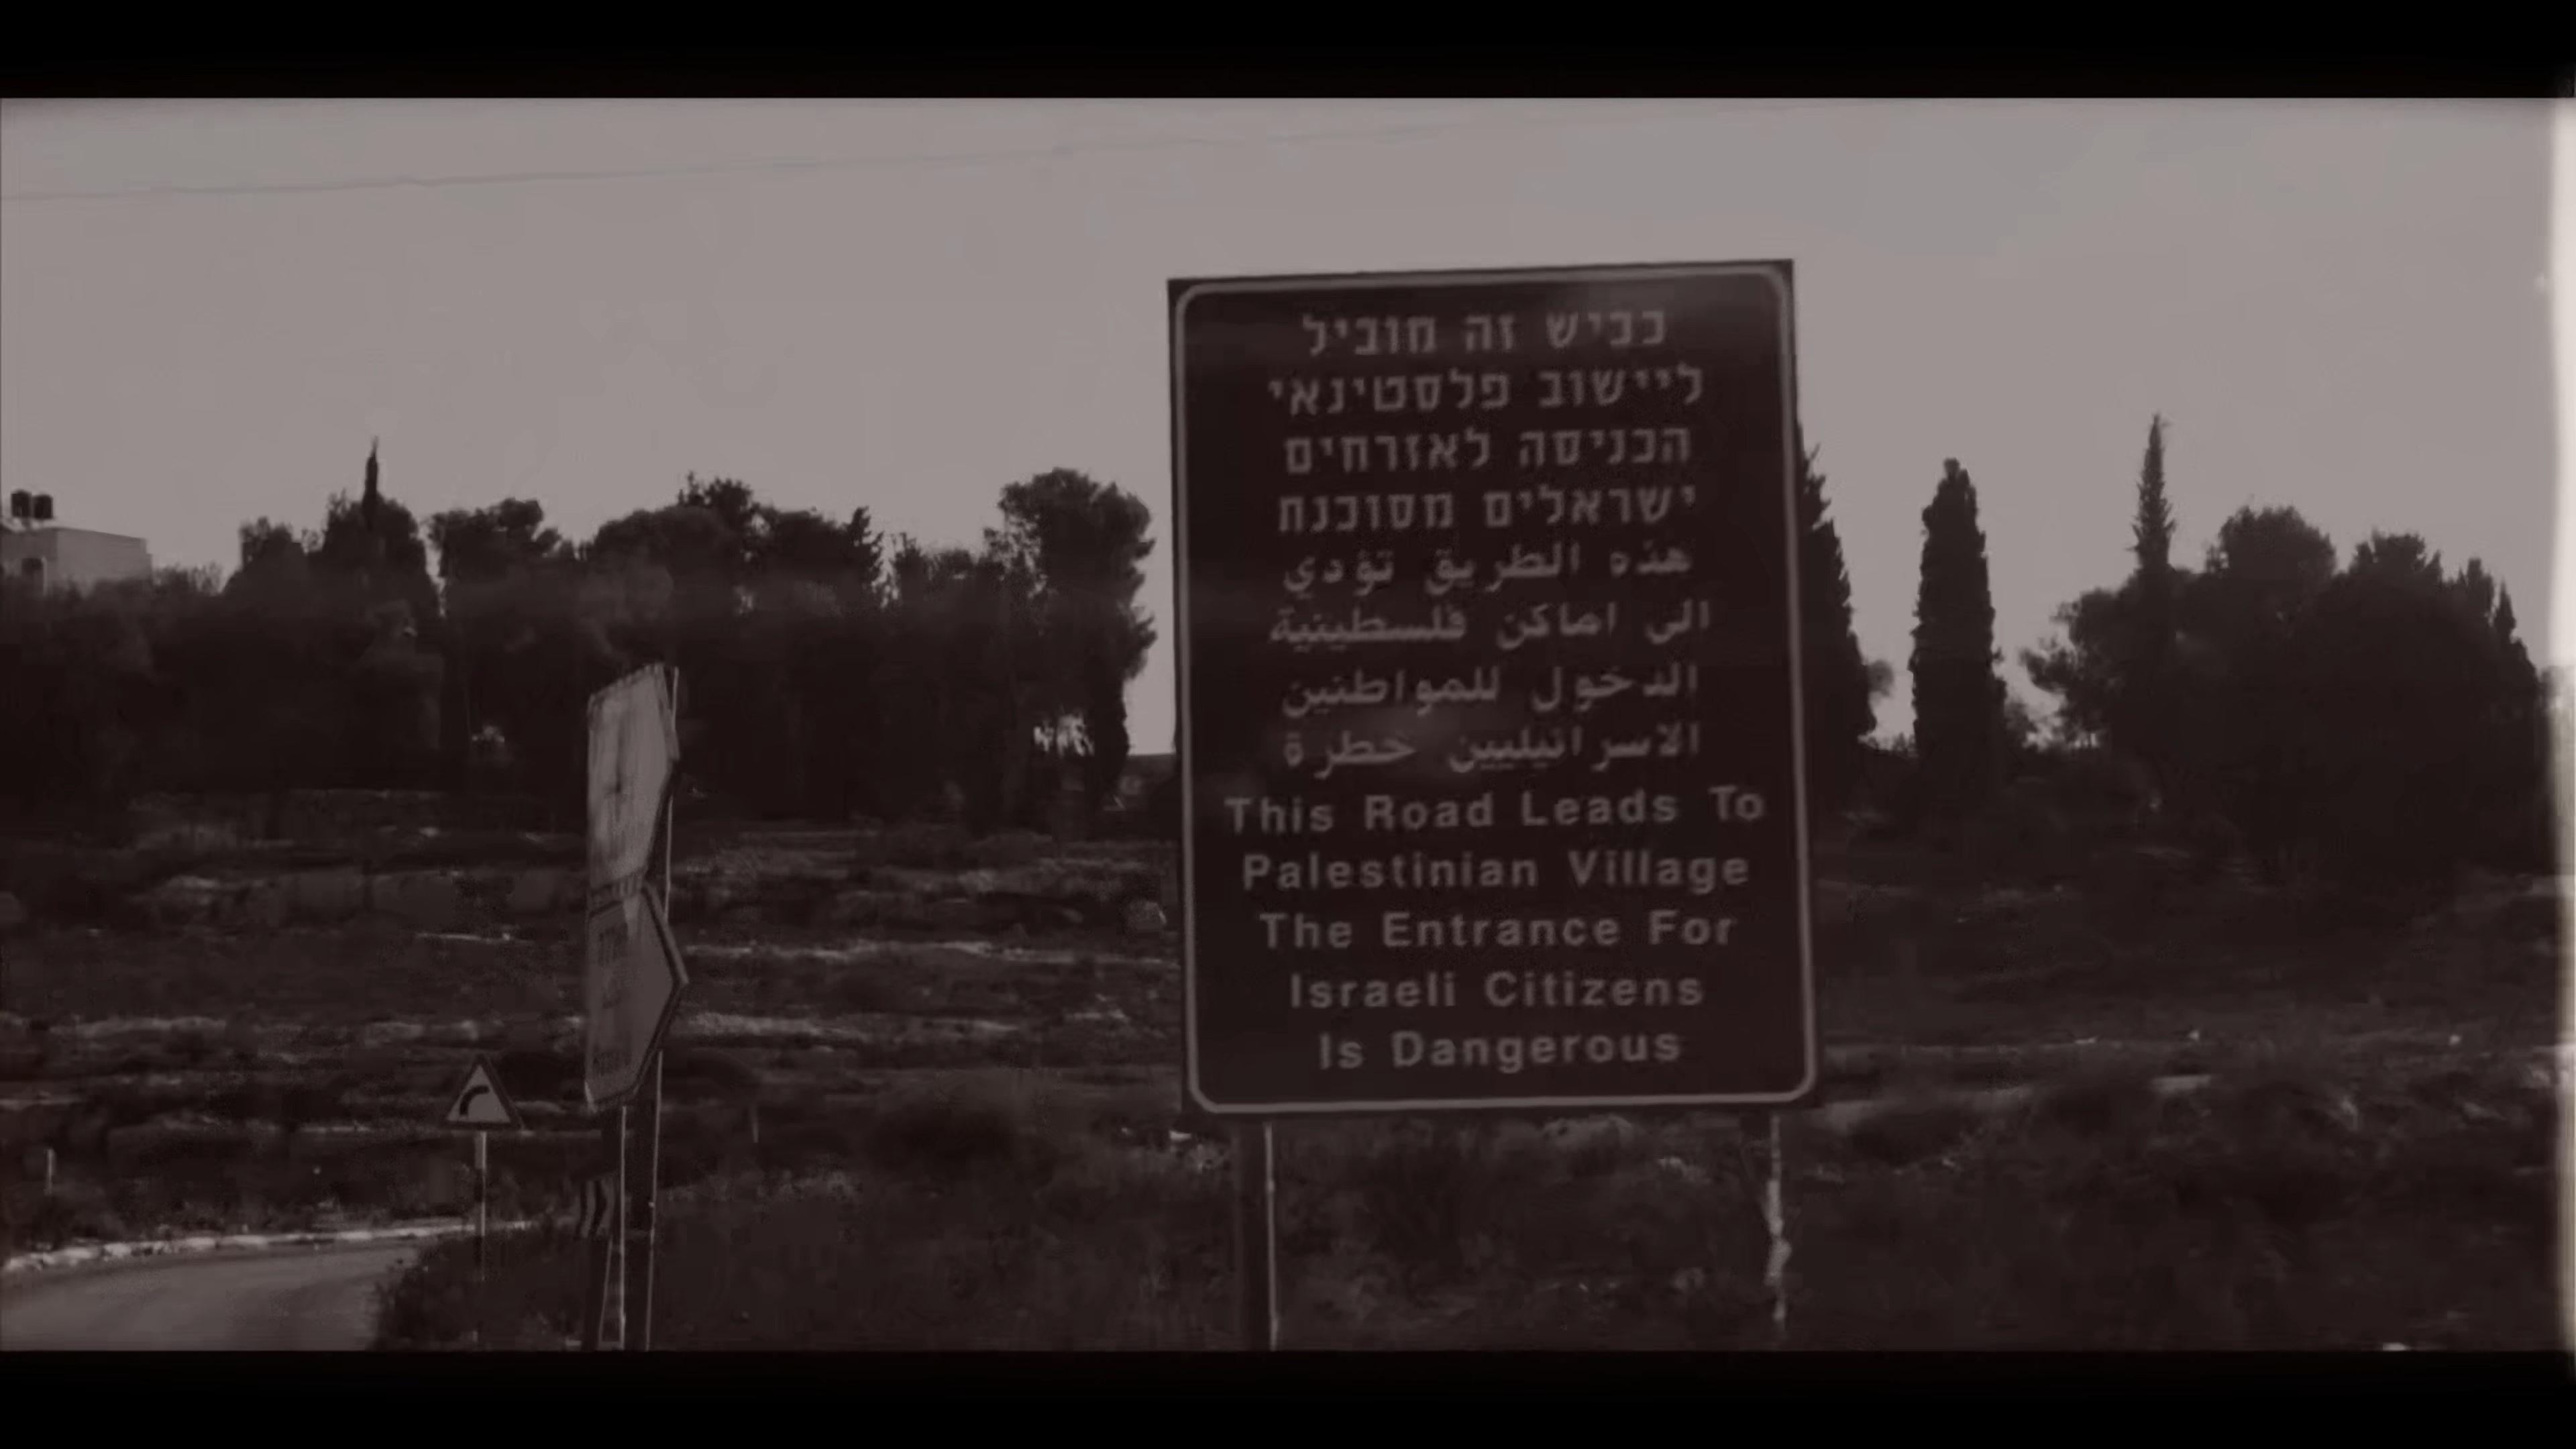 כביש זה מוביל
ליישוב פלסטינאי
הכניסה לאזרחים
ישראלים מסוכנת
هذه الطريق تؤدي
الى اماكن فلسطينية
الدخول للمواطنين
الاسرائيليين خطرة
This Road Leads To
Palestinian Village
The Entrance For
Israeli Citizens
Is Dangerous